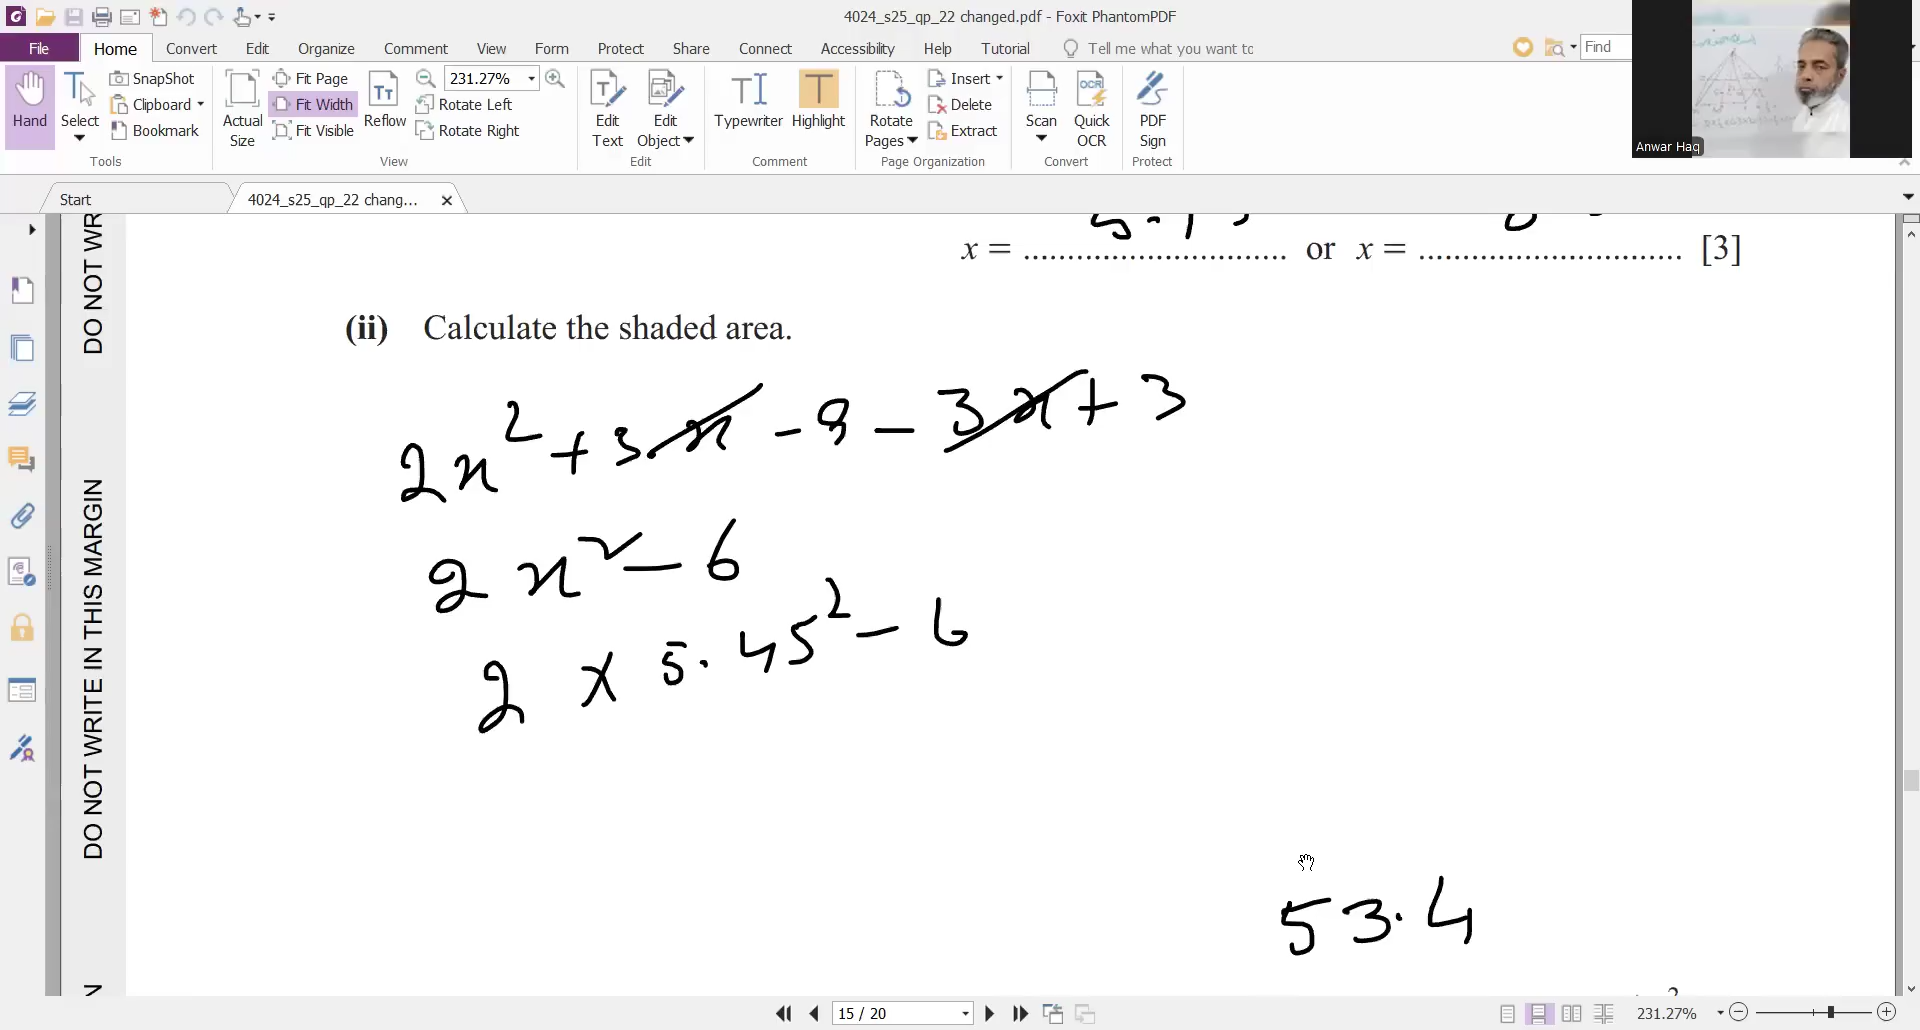 4024_s25_qp_22 changed.pdf - Foxit PhantomPDF
File Home Convert Edit Organize Comment View Form Protect Share Connect Accessibility Help Tutorial Tell me what you want to Find
Hand
Select
SnapShot
Clipboard
Bookmark
Tools
Actual Size
Fit Page
Fit Width
Fit Visible
Reflow
231.27%
Rotate Left
Rotate Right
View
Edit Text
Edit Object
Edit
Typewriter
Highlight
Comment
Rotate Pages
Insert
Delete
Extract
Page Organization
Scan
Quick OCR
OCR
Convert
PDF Sign
Protect
Anwar Haq
Start
4024_s25_qp_22 chang...
DO NOT WR
DO NOT WRITE IN THIS MARGIN
x = .............................. or x = .............................. [3]
(ii) Calculate the shaded area.
2x² + 3x - 9 - 3x + 3
2x² - 6
2 x 5.45² - 6
53.4
15 / 20
231.27%